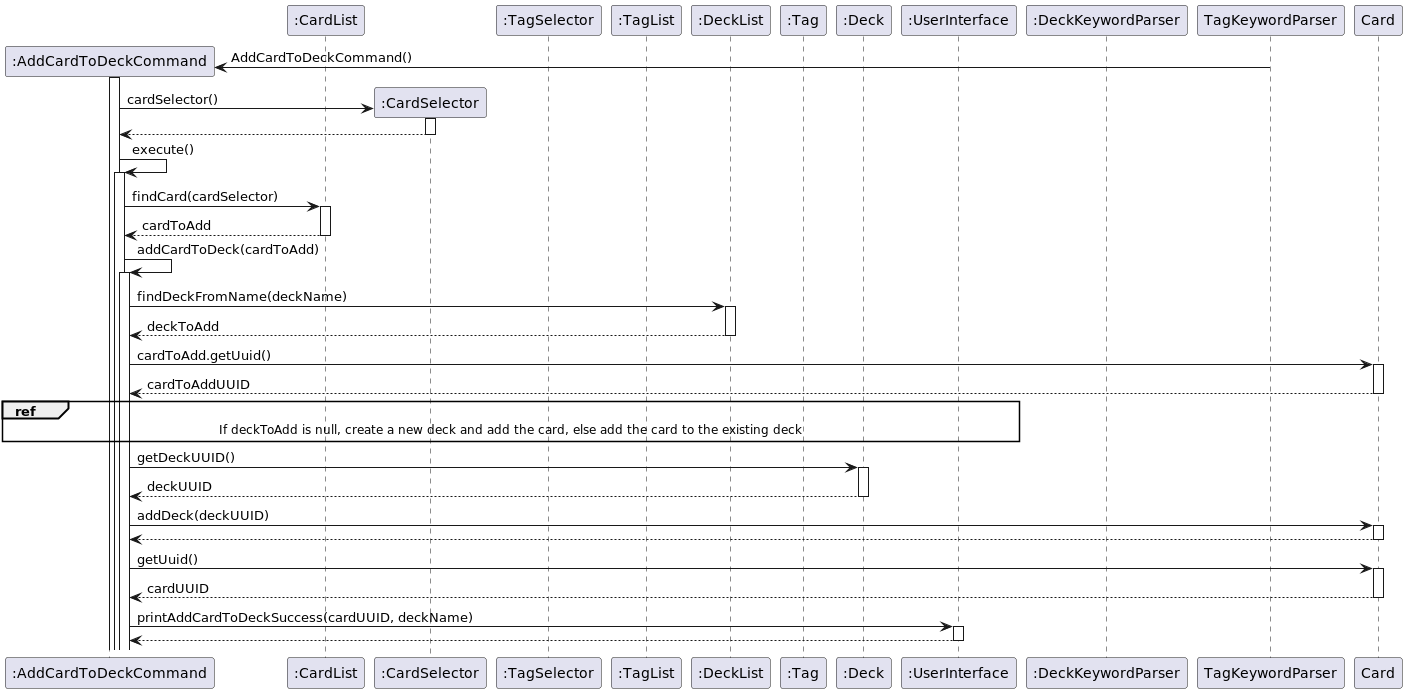 :CardList :TagSelector :TagList :DeckList :Tag :Deck :UserInterface :DeckKeywordParser TagKeywordParser Card
:AddCardToDeckCommand AddCardToDeckCommand()
cardSelector() :CardSelector
execute()
findCard(cardSelector)
cardToAdd
addCardToDeck(cardToAdd)
findDeckFromName(deckName)
deckToAdd
cardToAdd.getUuid()
cardToAddUUID
ref
If deckToAdd is null, create a new deck and add the card, else add the card to the existing deck
getDeckUUID()
deckUUID
addDeck(deckUUID)
getUuid()
cardUUID
printAddCardToDeckSuccess(cardUUID, deckName)
:AddCardToDeckCommand :CardList :CardSelector :TagSelector :TagList :DeckList :Tag :Deck :UserInterface :DeckKeywordParser TagKeywordParser Card